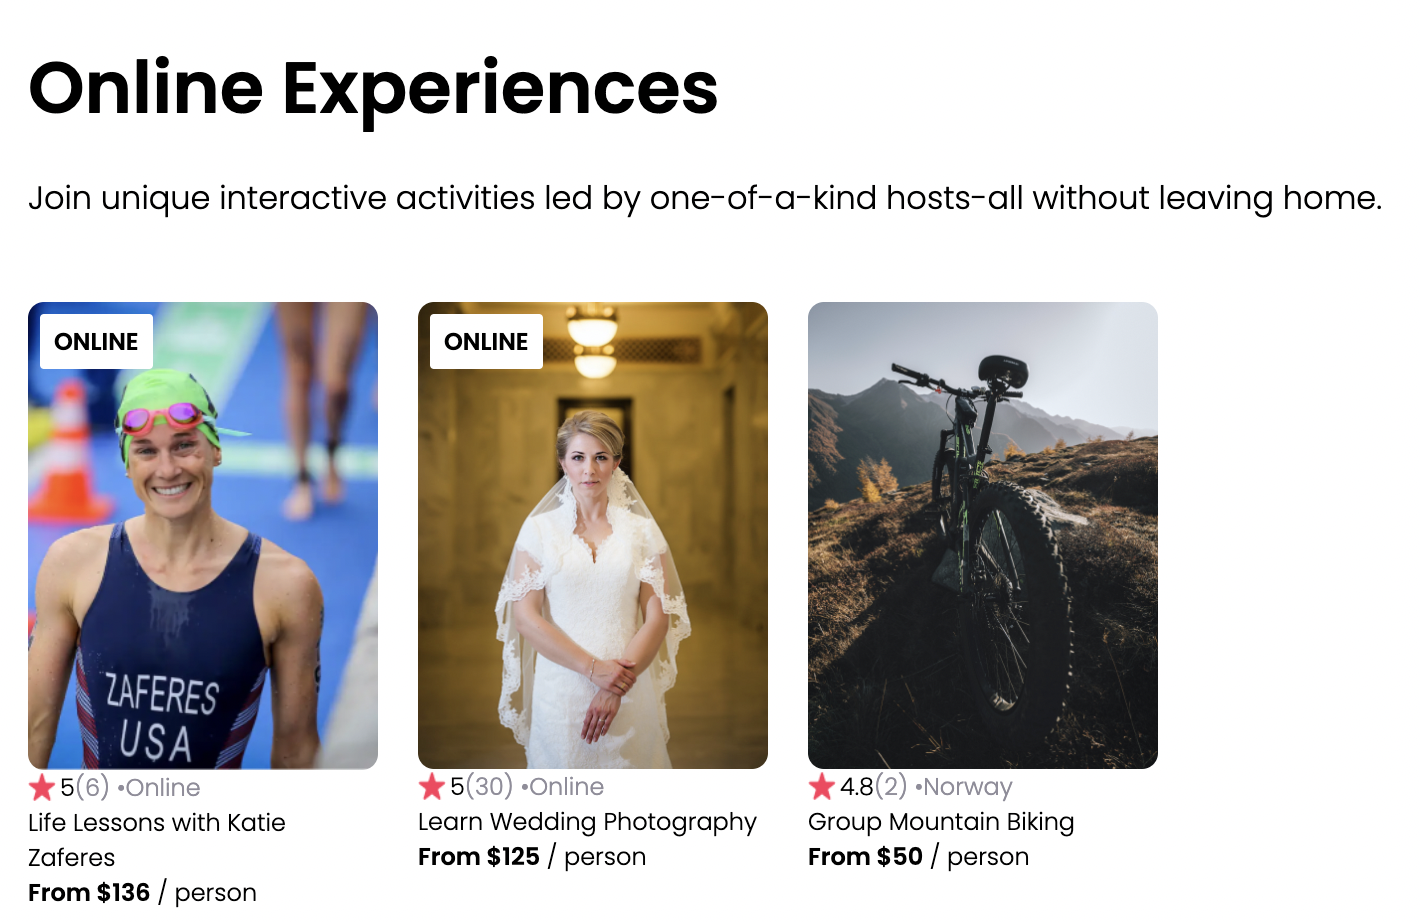 Online Experiences
Join unique interactive activities led by one-of-a-kind hosts-all without leaving home.
ONLINE
ZAFERES
USA
5(6) •Online
Life Lessons with Katie
Zaferes
From $136 / person
ONLINE
5(30) •Online
Learn Wedding Photography
From $125 / person
4.8(2) •Norway
Group Mountain Biking
From $50 / person